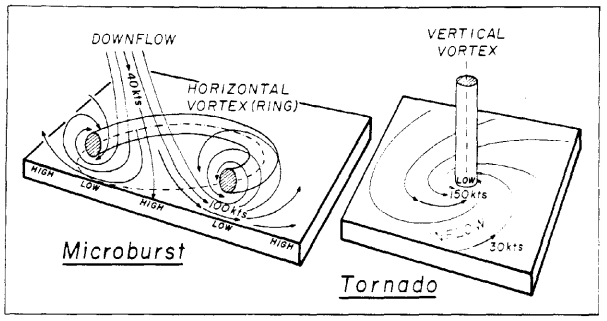 DOWNFLOW
40kts
HORIZONTAL
VORTEX (RING)
HIGH
LOW
HIGH
100kts
LOW
HIGH
Microburst
VERTICAL
VORTEX
LOW
150kts
INFLOW
30kts
Tornado